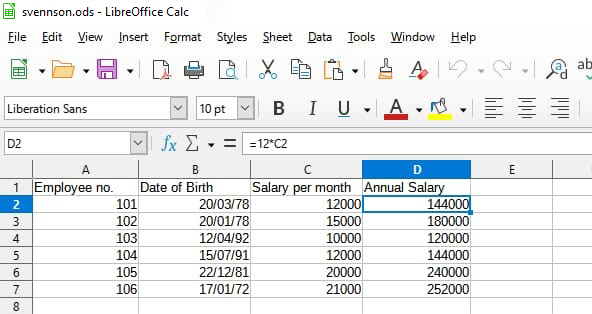 svennson.ods - LibreOffice Calc
File Edit View Insert Format Styles Sheet Data Tools Window Help
Liberation Sans 10 pt B I U A
D2 fx Σ = =12*C2
A B C D E
1 Employee no. Date of Birth Salary per month Annual Salary
2 101 20/03/78 12000 144000
3 102 20/01/78 15000 180000
4 103 12/04/92 10000 120000
5 104 15/07/91 12000 144000
6 105 22/12/81 20000 240000
7 106 17/01/72 21000 252000
8